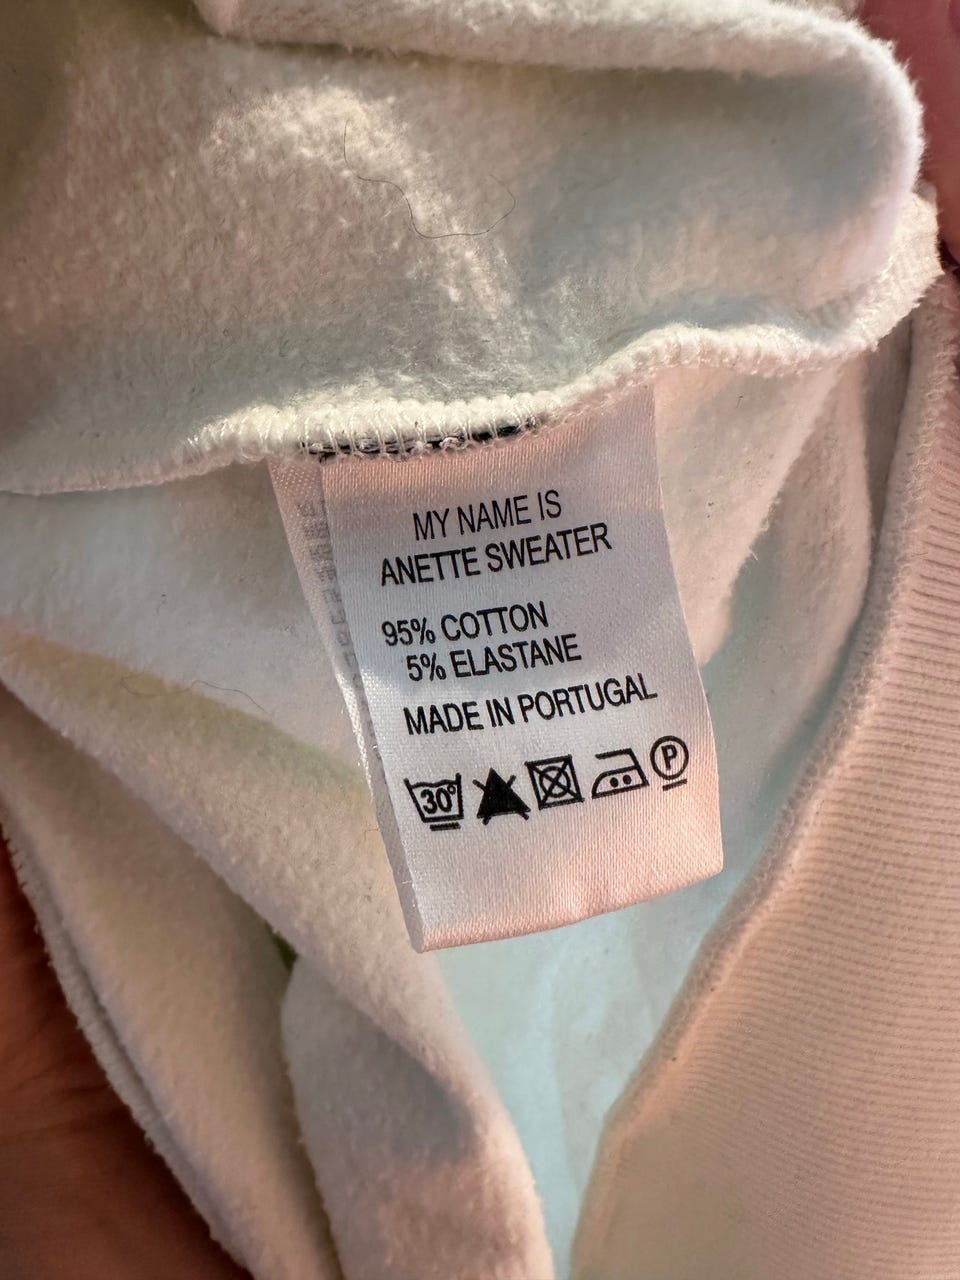 MY NAME IS
ANETTE SWEATER
95% COTTON
5% ELASTANE
MADE IN PORTUGAL
30° P